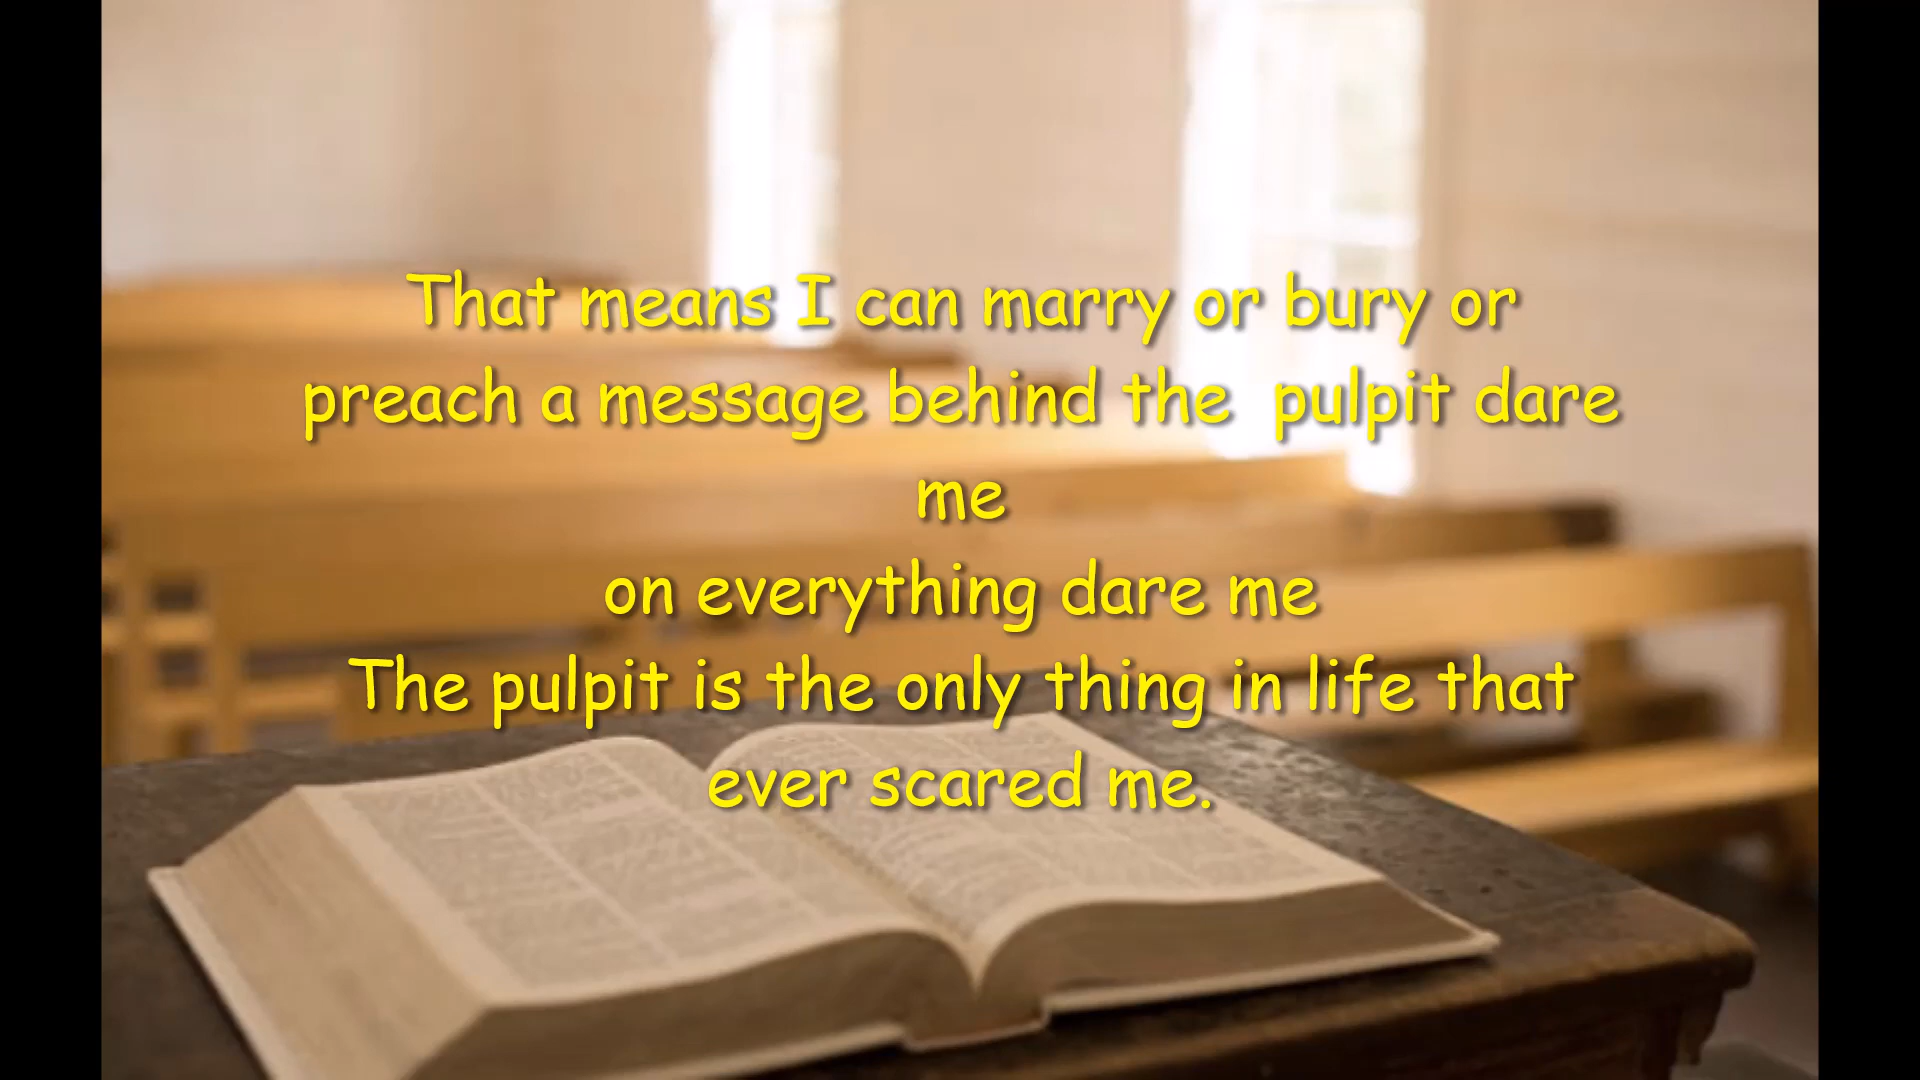 That means I can marry or bury or
preach a message behind the  pulpit dare
me
on everything dare me
The pulpit is the only thing in life that
ever scared me.